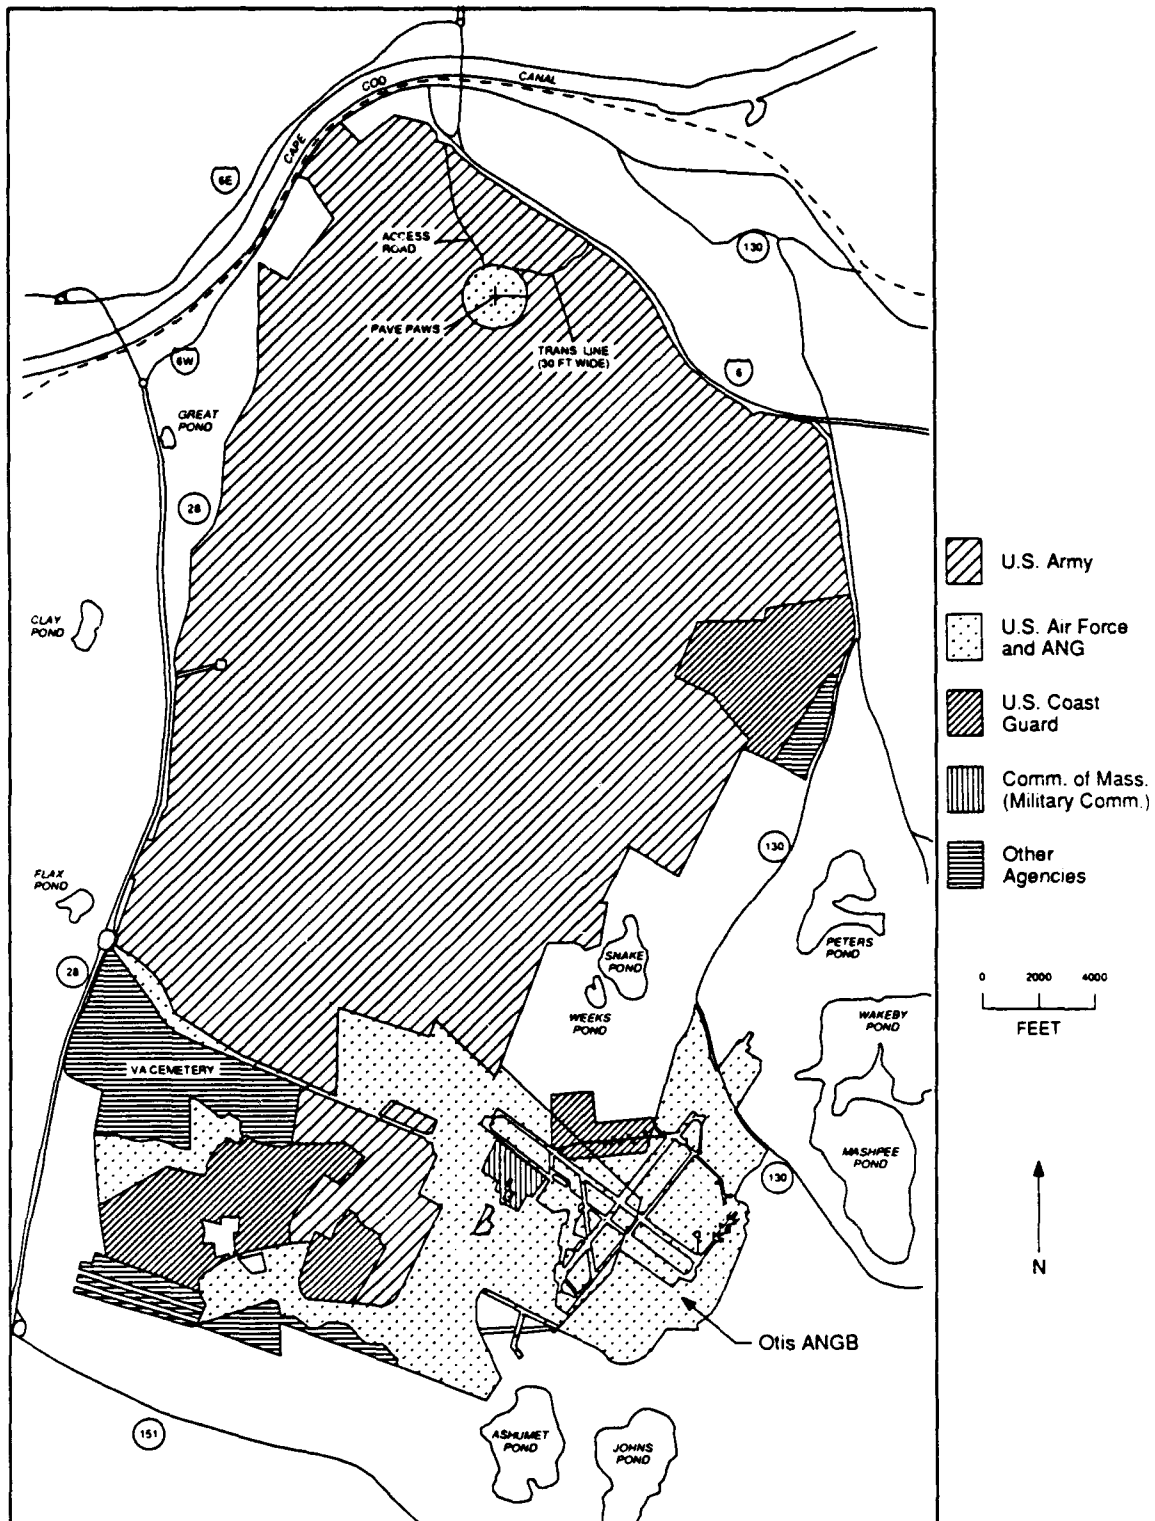 CAPE
COD
CANAL
6E
ACCESS
ROAD
130
PAVE PAWS
TRANS LINE
(30 FT WIDE)
6W
6
GREAT
POND
28
CLAY
POND
U.S. Army
U.S. Air Force
and ANG
U.S. Coast
Guard
Comm. of Mass.
(Military Comm.)
Other
Agencies
130
FLAX
POND
PETERS
POND
SNAKE
POND
28
WEEKS
POND
0 2000 4000
FEET
WAKEBY
POND
VA CEMETERY
MASHPEE
POND
130
N
Otis ANGB
151
ASHUMET
POND
JOHNS
POND